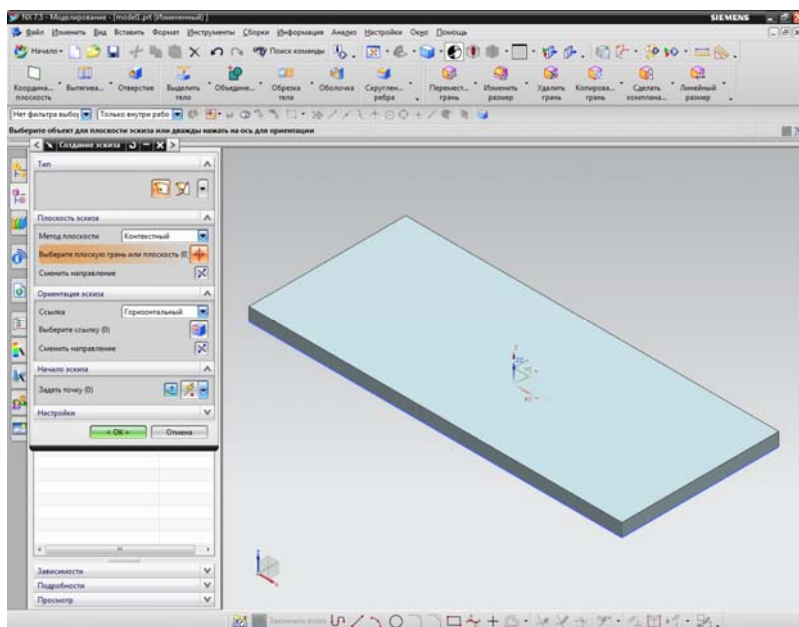 NX 7.5 - Моделирование - [model1.prt (Измененный) ]
SIEMENS
Файл Изменить Вид Вставить Формат Инструменты Сборки Информация Анализ Настройки Окно Помощь
Начало
Поиск команды
Координа... плоскость
Вытягива...
Отверстие
Выделить тело
Объедине...
Обрезка тела
Оболочка
Скруглен... ребра
Перемест... грань
Изменить размер
Удалить грань
Копирова... грань
Сделать комплана...
Линейный размер
Нет фильтра выбо
Только внутри рабо
Выберите объект для плоскости эскиза или дважды нажать на ось для ориентации
Создание эскиза
Тип
Плоскость эскиза
Метод плоскости
Контекстный
Выберите плоскую грань или плоскость (0)
Сменить направление
Ориентация эскиза
Ссылка
Горизонтальный
Выберите ссылку (0)
Сменить направление
Начало эскиза
Задать точку (0)
Настройки
< OK >
Отмена
Зависимости
Подробности
Просмотр
Закончить эскиз